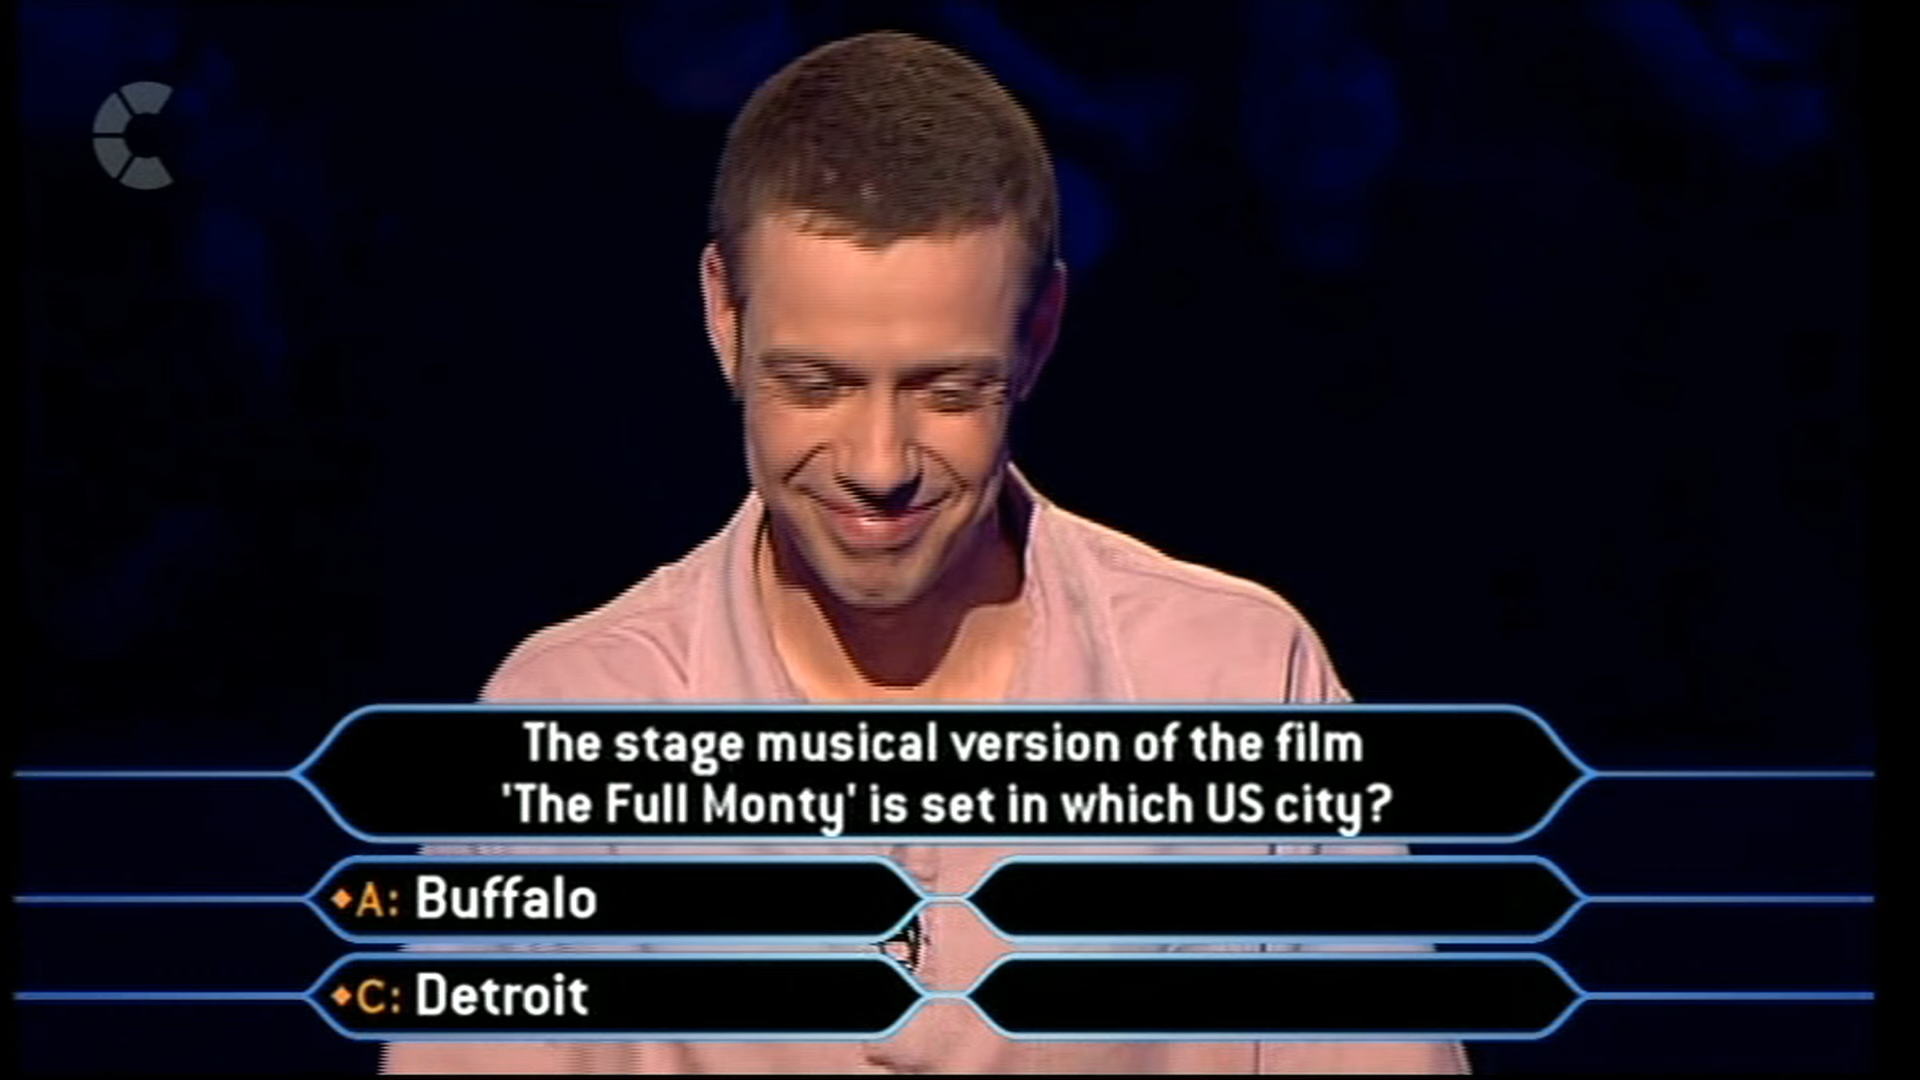 The stage musical version of the film
'The Full Monty' is set in which US city?
A: Buffalo
C: Detroit